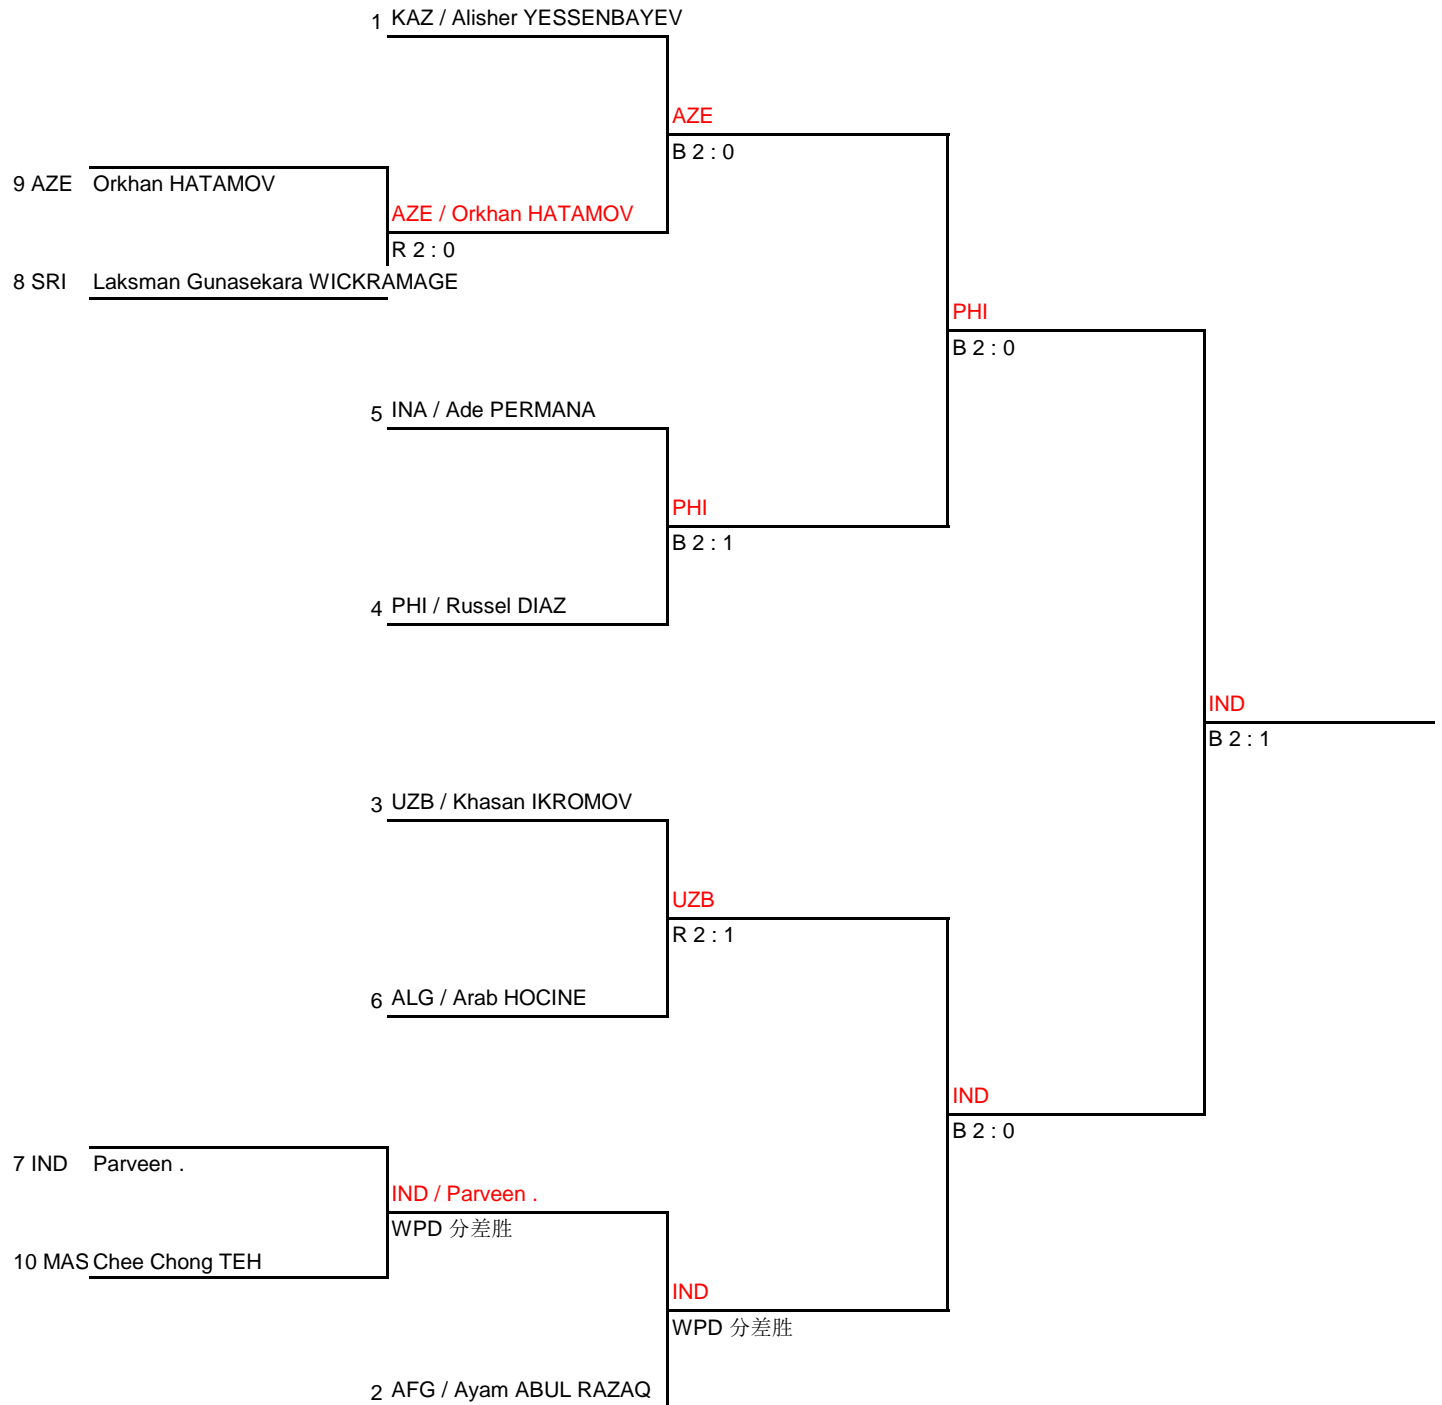 1 KAZ / Alisher YESSENBAYEV
AZE
B 2 : 0
9 AZE Orkhan HATAMOV
AZE / Orkhan HATAMOV
R 2 : 0
8 SRI Laksman Gunasekara WICKRAMAGE
PHI
B 2 : 0
5 INA / Ade PERMANA
PHI
B 2 : 1
4 PHI / Russel DIAZ
IND
B 2 : 1
3 UZB / Khasan IKROMOV
UZB
R 2 : 1
6 ALG / Arab HOCINE
IND
B 2 : 0
7 IND Parveen .
IND / Parveen .
WPD 分差胜
10 MAS Chee Chong TEH
IND
WPD 分差胜
2 AFG / Ayam ABUL RAZAQ